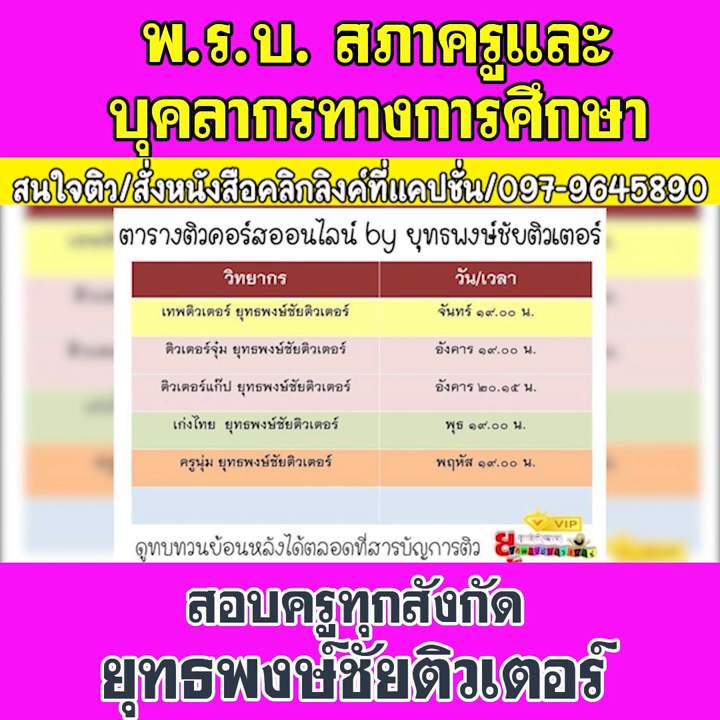 พ.ร.บ. สภาครูและ
บุคลากรทางการศึกษา
สนใจติว/สั่งหนังสือคลิกลิงค์ที่แคปชั่น/097-9645890
ตารางติวคอร์สออนไลน์ by ยุทธพงษ์ชัยติวเตอร์
วิทยากร วัน/เวลา
เทพติวเตอร์ ยุทธพงษ์ชัยติวเตอร์ จันทร์ ๑๙.๐๐ น.
ติวเตอร์จุ๋ม ยุทธพงษ์ชัยติวเตอร์ อังคาร ๑๙.๐๐ น.
ติวเตอร์แก๊ป ยุทธพงษ์ชัยติวเตอร์ อังคาร ๒๐.๑๕ น.
เก่งไทย ยุทธพงษ์ชัยติวเตอร์ พุธ ๑๙.๐๐ น.
ครูนุ่ม ยุทธพงษ์ชัยติวเตอร์ พฤหัส ๑๙.๐๐ น.
VIP
ดูทบทวนย้อนหลังได้ตลอดที่สารบัญการติว
สอบครูทุกสังกัด
ยุทธพงษ์ชัยติวเตอร์